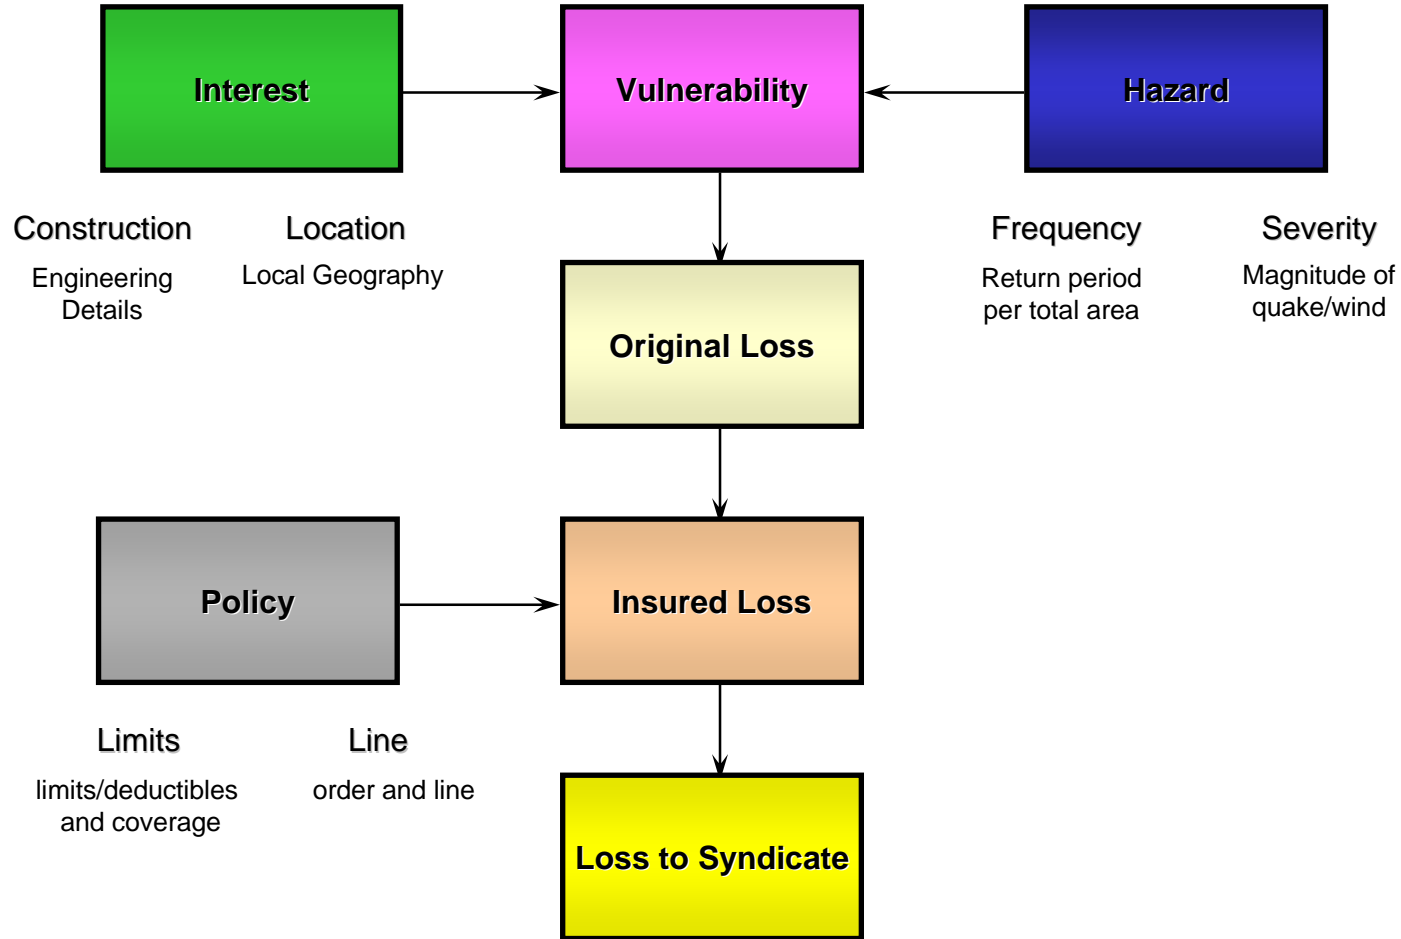 Interest
Vulnerability
Hazard
Construction
Engineering
Details
Location
Local Geography
Frequency
Return period
per total area
Severity
Magnitude of
quake/wind
Original Loss
Policy
Insured Loss
Limits
limits/deductibles
and coverage
Line
order and line
Loss to Syndicate